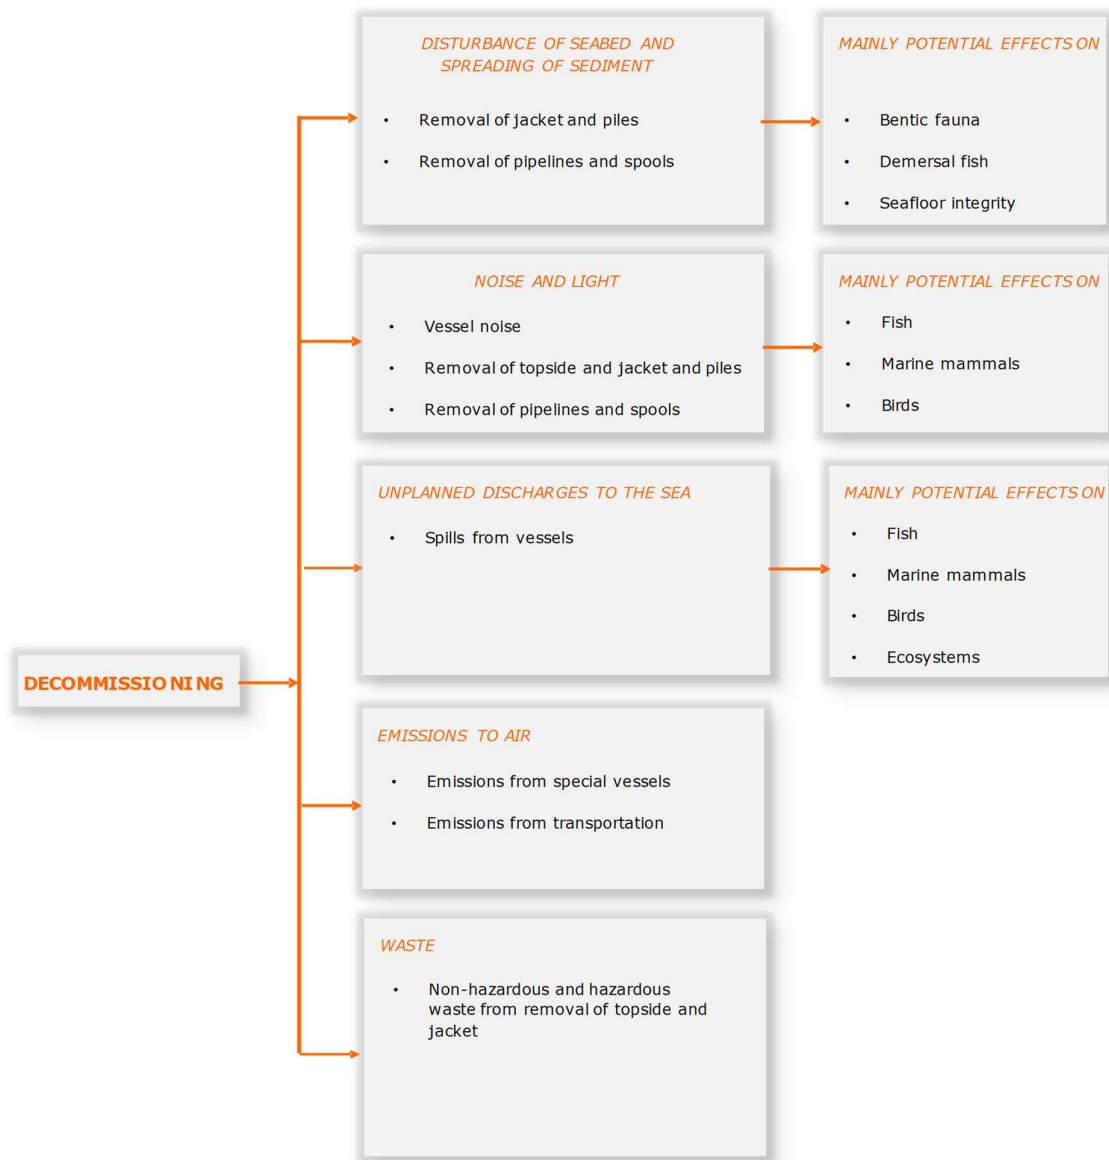 DISTURBANCE OF SEABED AND
SPREADING OF SEDIMENT
• Removal of jacket and piles
• Removal of pipelines and spools
MAINLY POTENTIAL EFFECTS ON
• Bentic fauna
• Demersal fish
• Seafloor integrity
NOISE AND LIGHT
• Vessel noise
• Removal of topside and jacket and piles
• Removal of pipelines and spools
MAINLY POTENTIAL EFFECTS ON
• Fish
• Marine mammals
• Birds
UNPLANNED DISCHARGES TO THE SEA
• Spills from vessels
MAINLY POTENTIAL EFFECTS ON
• Fish
• Marine mammals
• Birds
• Ecosystems
DECOMMISSIONING
EMISSIONS TO AIR
• Emissions from special vessels
• Emissions from transportation
WASTE
• Non-hazardous and hazardous
waste from removal of topside and
jacket